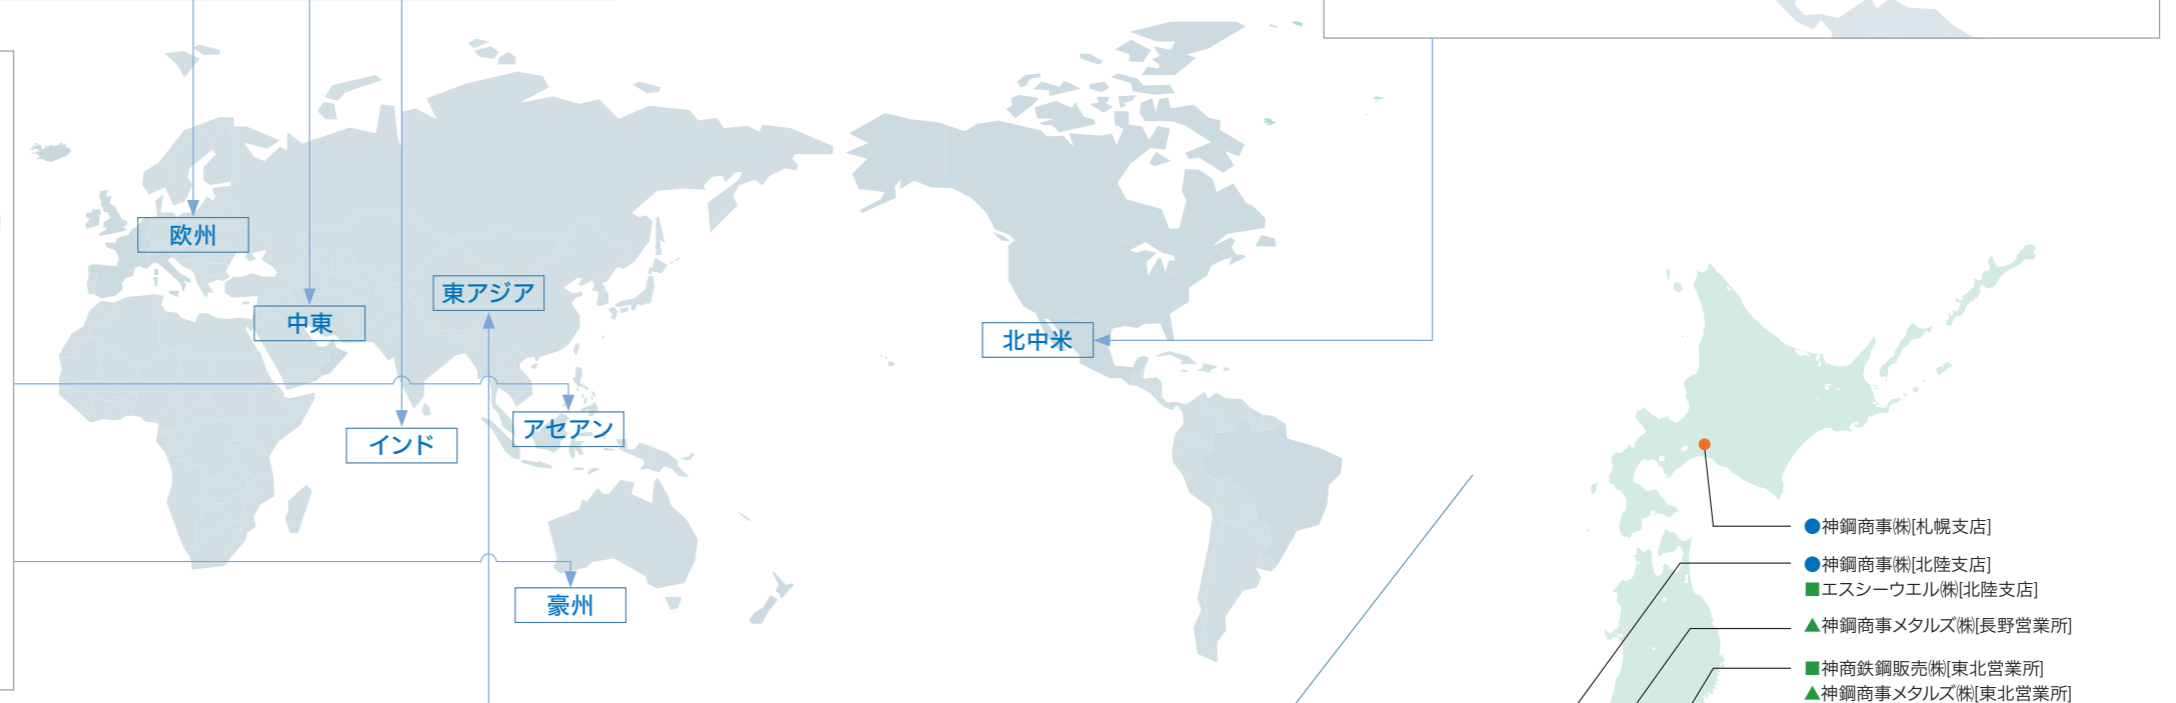 欧州
東アジア
中東
北中米
アセアン
インド
豪州
●神鋼商事㈱[札幌支店]
●神鋼商事㈱[北陸支店]
■エスシーウエル㈱[北陸支店]
▲神鋼商事メタルズ㈱[長野営業所]
■神商鉄鋼販売㈱[東北営業所]
▲神鋼商事メタルズ㈱[東北営業所]